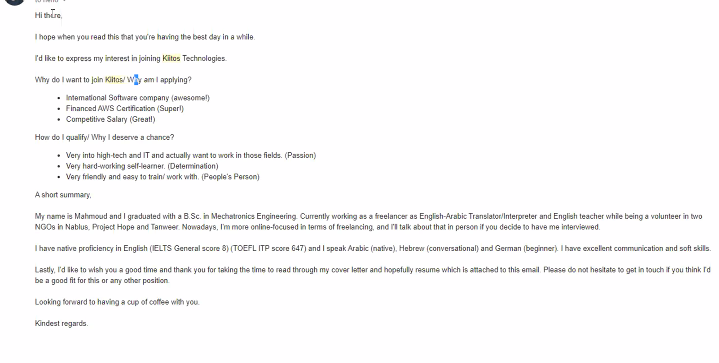 Hi there,
I hope when you read this that you're having the best day in a while.
I'd like to express my interest in joining Kiitos Technologies.
Why do I want to join Kiitos/ Why am I applying?
• International Software company (awesome!)
• Financed AWS Certification (Super!)
• Competitive Salary (Great!)
How do I qualify/ Why I deserve a chance?
• Very into high-tech and IT and actually want to work in those fields. (Passion)
• Very hard-working self-learner. (Determination)
• Very friendly and easy to train/ work with. (People's Person)
A short summary,
My name is Mahmoud and I graduated with a B.Sc. in Mechatronics Engineering. Currently working as a freelancer as English-Arabic Translator/Interpreter and English teacher while being a volunteer in two
NGOs in Nablus, Project Hope and Tanweer. Nowadays, I'm more online-focused in terms of freelancing, and I'll talk about that in person if you decide to have me interviewed.
I have native proficiency in English (IELTS General score 8) (TOEFL ITP score 647) and I speak Arabic (native), Hebrew (conversational) and German (beginner). I have excellent communication and soft skills.
Lastly, I'd like to wish you a good time and thank you for taking the time to read through my cover letter and hopefully resume which is attached to this email. Please do not hesitate to get in touch if you think I'd
be a good fit for this or any other position.
Looking forward to having a cup of coffee with you.
Kindest regards.